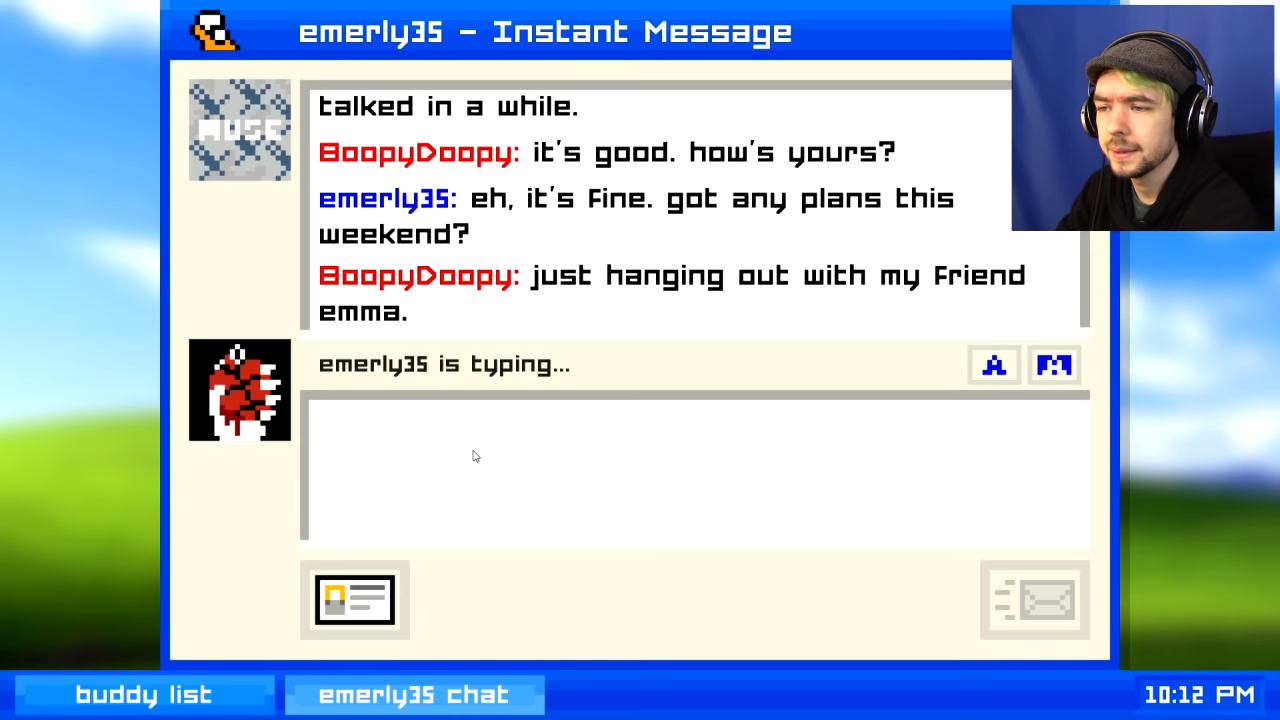 emerly35 - Instant Message
talked in a while.
BoopyDoopy: it's good. how's yours?
emerly35: eh, it's fine. got any plans this
weekend?
BoopyDoopy: just hanging out with my friend
emma.
MUSE
emerly35 is typing...
A
buddy list
emerly35 chat
10:12 PM